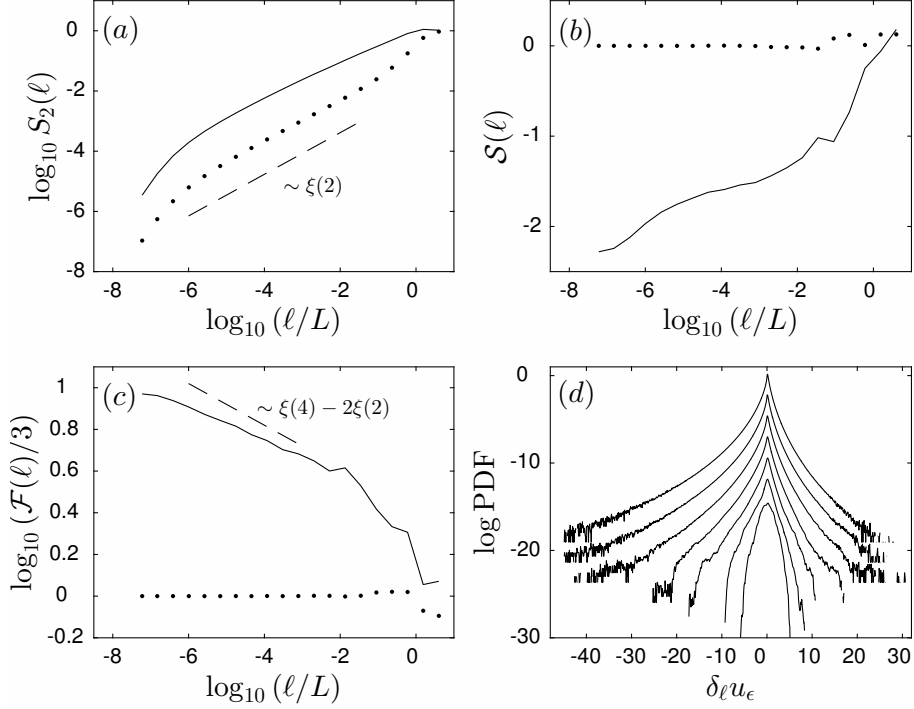 (a)
log10 S2(ℓ)
0
-2
-4
-6
-8
∼ ξ(2)
-8 -6 -4 -2 0
log10 (ℓ/L)
(b)
S(ℓ)
0
-1
-2
-8 -6 -4 -2 0
log10 (ℓ/L)
(c)
log10 (F(ℓ)/3)
1
0.8
0.6
0.4
0.2
0
-0.2
∼ ξ(4) − 2ξ(2)
-8 -6 -4 -2 0
log10 (ℓ/L)
(d)
log PDF
0
-10
-20
-30
-40 -30 -20 -10 0 10 20 30
δℓuϵ